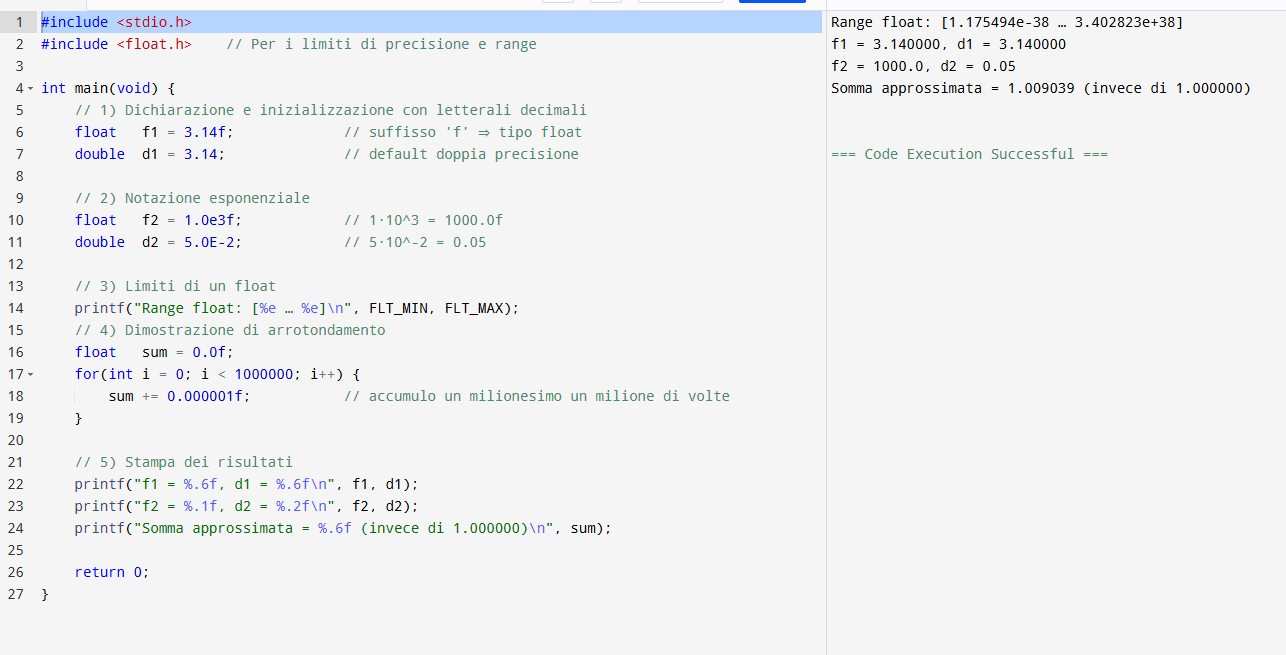 1 #include <stdio.h>
2 #include <float.h>    // Per i limiti di precisione e range
3
4 int main(void) {
5     // 1) Dichiarazione e inizializzazione con letterali decimali
6     float   f1 = 3.14f;             // suffisso 'f' ⇒ tipo float
7     double  d1 = 3.14;              // default doppia precisione
8
9     // 2) Notazione esponenziale
10     float   f2 = 1.0e3f;            // 1·10^3 = 1000.0f
11     double  d2 = 5.0E-2;            // 5·10^-2 = 0.05
12
13     // 3) Limiti di un float
14     printf("Range float: [%e … %e]\n", FLT_MIN, FLT_MAX);
15     // 4) Dimostrazione di arrotondamento
16     float   sum = 0.0f;
17     for(int i = 0; i < 1000000; i++) {
18         sum += 0.000001f;           // accumulo un milionesimo un milione di volte
19     }
20
21     // 5) Stampa dei risultati
22     printf("f1 = %.6f, d1 = %.6f\n", f1, d1);
23     printf("f2 = %.1f, d2 = %.2f\n", f2, d2);
24     printf("Somma approssimata = %.6f (invece di 1.000000)\n", sum);
25
26     return 0;
27 }
Range float: [1.175494e-38 … 3.402823e+38]
f1 = 3.140000, d1 = 3.140000
f2 = 1000.0, d2 = 0.05
Somma approssimata = 1.009039 (invece di 1.000000)
=== Code Execution Successful ===